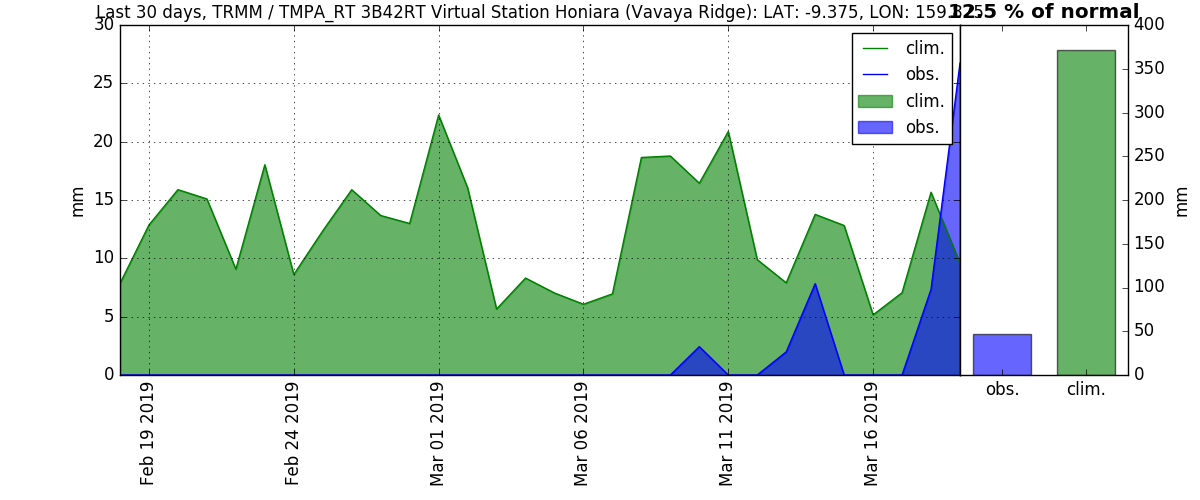 Last 30 days, TRMM / TMPA_RT 3B42RT Virtual Station Honiara (Vavaya Ridge): LAT: -9.375, LON:
12.5 % of normal
30
25
20
15
10
5
0
mm
clim.
obs.
clim.
obs.
400
350
300
250
200
150
100
50
0
mm
obs.
clim.
Feb 19 2019
Feb 24 2019
Mar 01 2019
Mar 06 2019
Mar 11 2019
Mar 16 2019